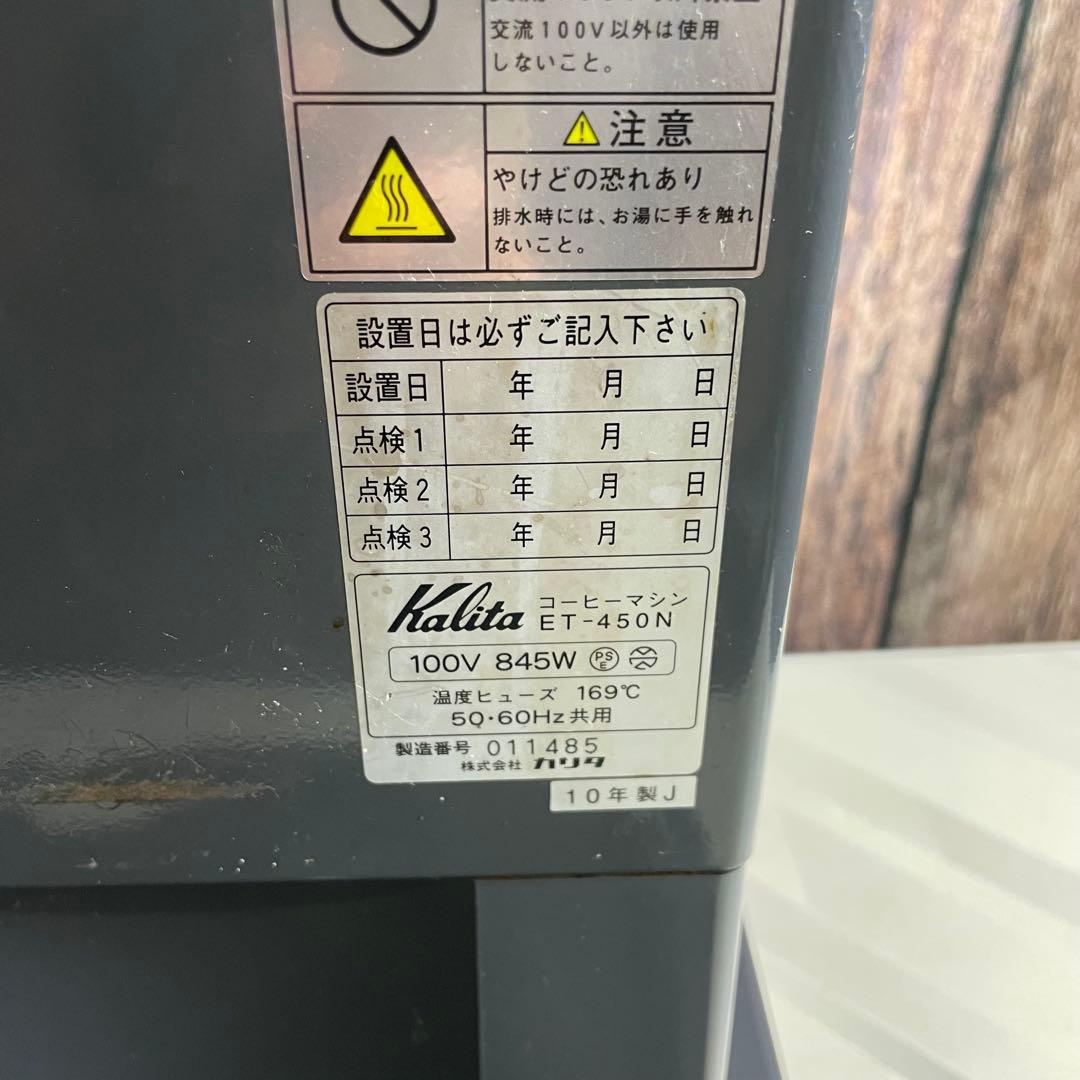 交流100V以外は使用
しないこと。
注意
やけどの恐れあり
排水時には、お湯に手を触れ
ないこと。
設置日は必ずご記入下さい
設置日 年 月 日
点検1 年 月 日
点検2 年 月 日
点検3 年 月 日
Kalita コーヒーマシン
ET-450N
100V 845W PS E
温度ヒューズ 169℃
50・60Hz共用
製造番号 011485
株式会社 カリタ
10年製J